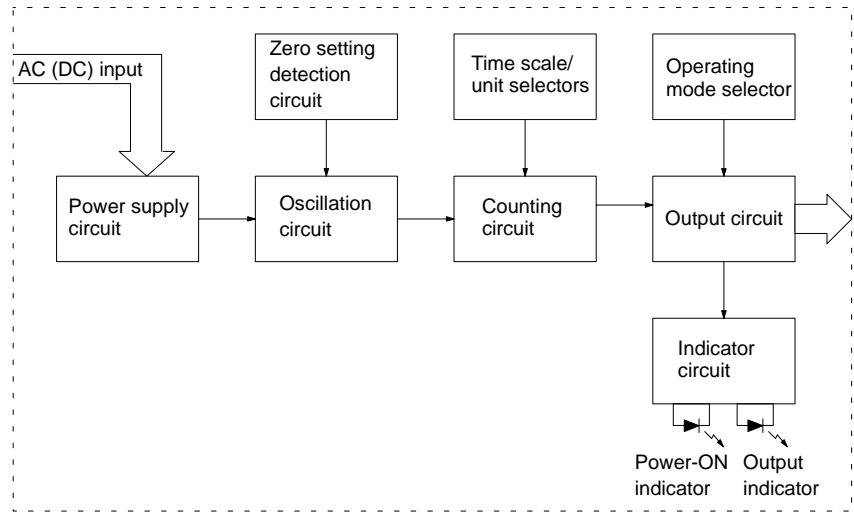 AC (DC) input
Zero setting
detection
circuit
Time scale/
unit selectors
Operating
mode selector
Power supply
circuit
Oscillation
circuit
Counting
circuit
Output circuit
Indicator
circuit
Power-ON
indicator
Output
indicator